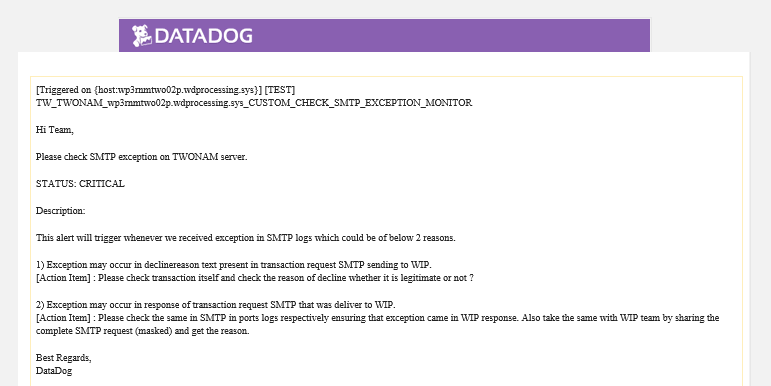 DATADOG
[Triggered on {host:wp3rnmtwo02p.wdprocessing.sys}] [TEST]
TW_TWONAM_wp3rnmtwo02p.wdprocessing.sys_CUSTOM_CHECK_SMTP_EXCEPTION_MONITOR
Hi Team,
Please check SMTP exception on TWONAM server.
STATUS: CRITICAL
Description:
This alert will trigger whenever we received exception in SMTP logs which could be of below 2 reasons.
1) Exception may occur in declinereason text present in transaction request SMTP sending to WIP.
[Action Item] : Please check transaction itself and check the reason of decline whether it is legitimate or not ?
2) Exception may occur in response of transaction request SMTP that was deliver to WIP.
[Action Item] : Please check the same in SMTP in ports logs respectively ensuring that exception came in WIP response. Also take the same with WIP team by sharing the
complete SMTP request (masked) and get the reason.
Best Regards,
DataDog